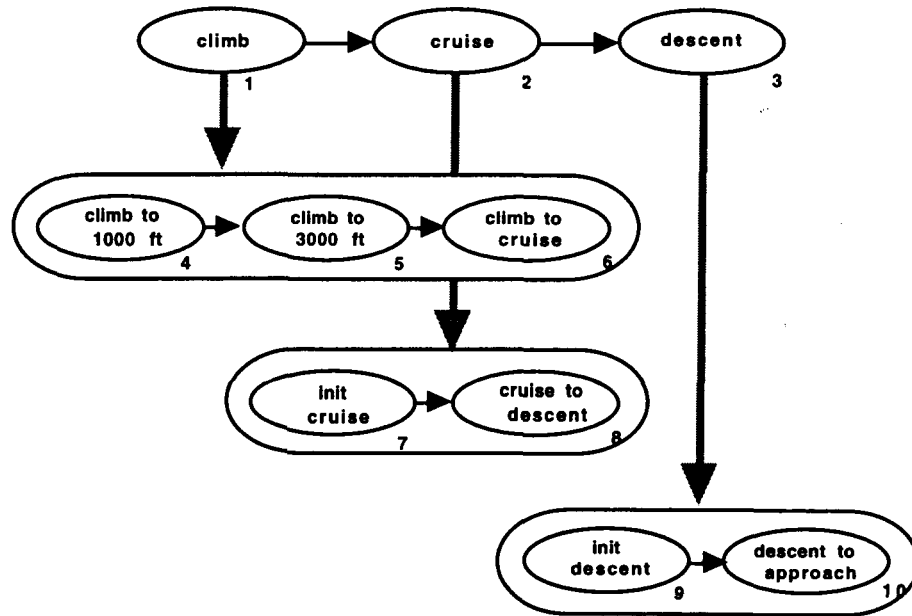 climb
1
cruise
2
descent
3
climb to
1000 ft
4
climb to
3000 ft
5
climb to
cruise
6
init
cruise
7
cruise to
descent
8
init
descent
9
descent to
approach
10